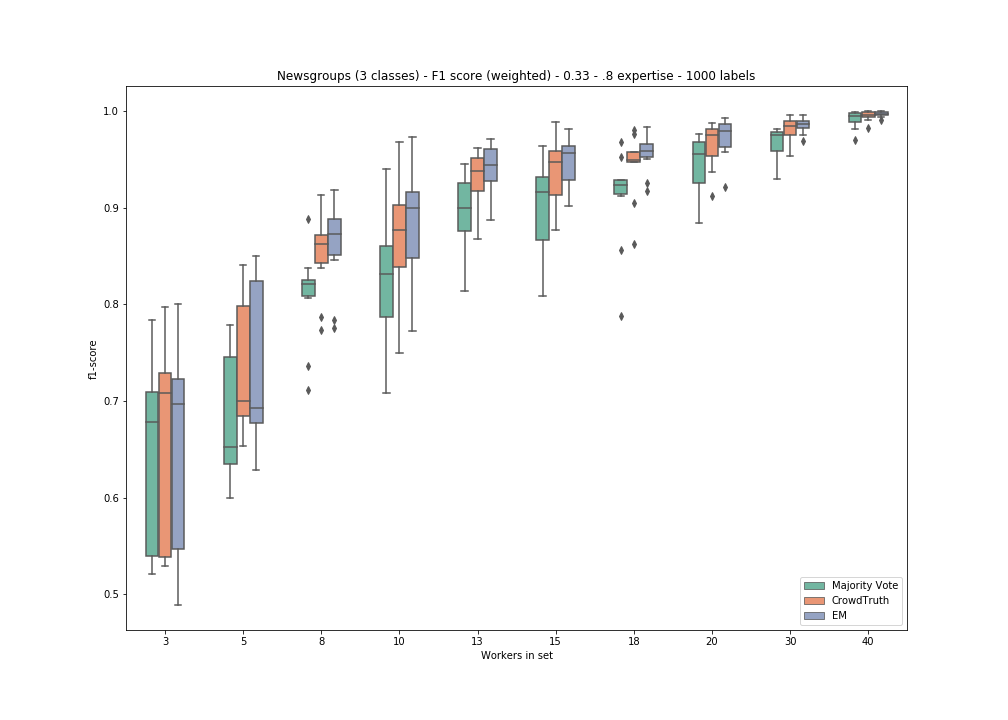 Newsgroups (3 classes) - F1 score (weighted) - 0.33 - .8 expertise - 1000 labels
1.0
0.9
0.8
0.7
0.6
0.5
f1-score
3 5 8 10 13 15 18 20 30 40
Workers in set
Majority Vote
CrowdTruth
EM